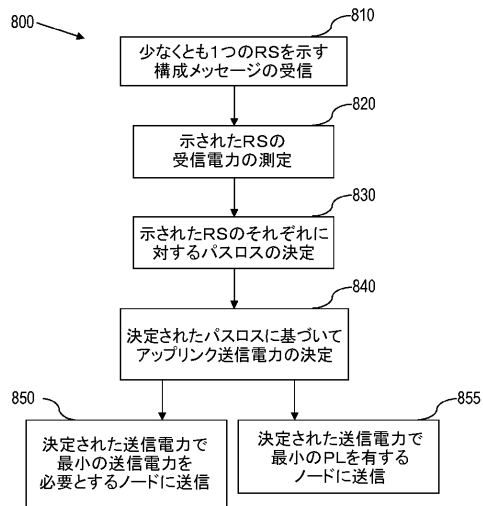 800
810
少なくとも1つのRSを示す
構成メッセージの受信
820
示されたRSの
受信電力の測定
830
示されたRSのそれぞれに
対するパスロスの決定
840
決定されたパスロスに基づいて
アップリンク送信電力の決定
850
決定された送信電力で
最小の送信電力を
必要とするノードに送信
855
決定された送信電力で
最小のPLを有する
ノードに送信